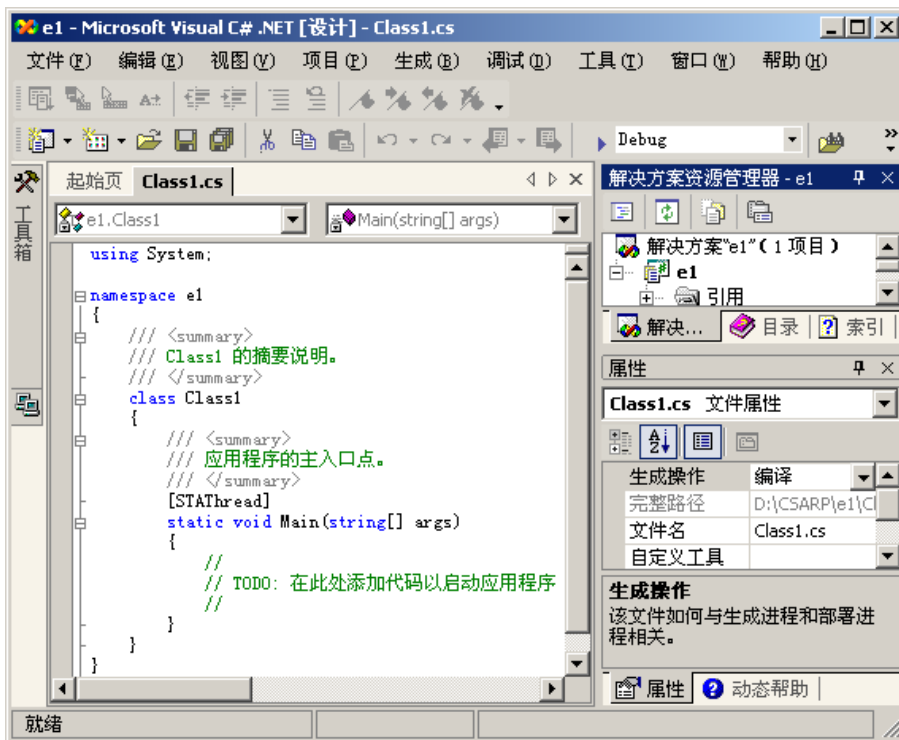 e1 - Microsoft Visual C# .NET [设计] - Class1.cs
文件(F) 编辑(E) 视图(V) 项目(P) 生成(B) 调试(D) 工具(T) 窗口(W) 帮助(H)
Debug
工具箱
起始页 Class1.cs
e1.Class1 Main(string[] args)
using System;
namespace e1
{
/// <summary>
/// Class1 的摘要说明。
/// </summary>
class Class1
{
/// <summary>
/// 应用程序的主入口点。
/// </summary>
[STAThread]
static void Main(string[] args)
{
//
// TODO: 在此处添加代码以启动应用程序
//
}
}
}
解决方案资源管理器 - e1
解决方案"e1"(1 项目)
e1
引用
解决... 目录 索引
属性
Class1.cs 文件属性
生成操作 编译
完整路径 D:\CSARP\e1\Cl
文件名 Class1.cs
自定义工具
生成操作
该文件如何与生成进程和部署进
程相关。
属性 动态帮助
就绪